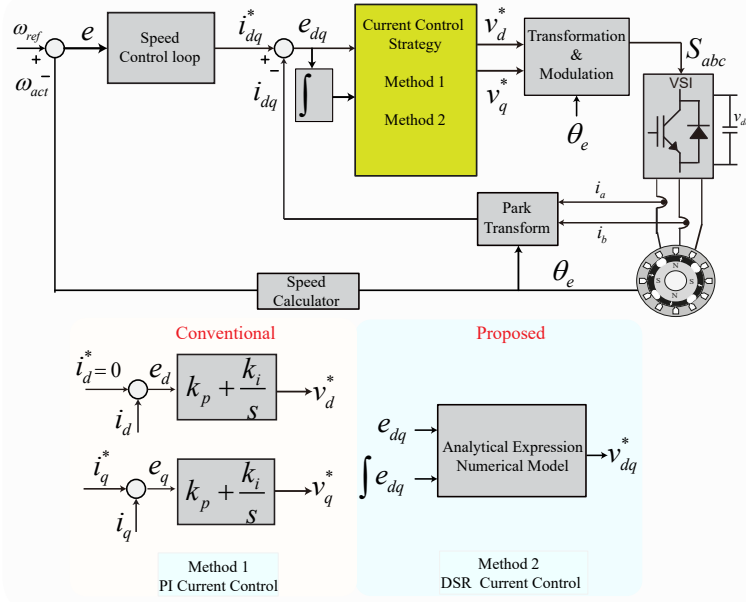 ω_ref
+
−
ω_act
e
Speed
Control loop
i*_dq
+
−
i_dq
e_dq
∫
Current Control
Strategy
Method 1
Method 2
v*_d
v*_q
Transformation
&
Modulation
θ_e
S_abc
VSI
i_a
i_b
Park
Transform
θ_e
Speed
Calculator
N
S
S
N
Conventional
i*_d=0
e_d
i_d
k_p + k_i/s
v*_d
i*_q
e_q
i_q
k_p + k_i/s
v*_q
Method 1
PI Current Control
Proposed
e_dq
∫e_dq
Analytical Expression
Numerical Model
v*_dq
Method 2
DSR Current Control